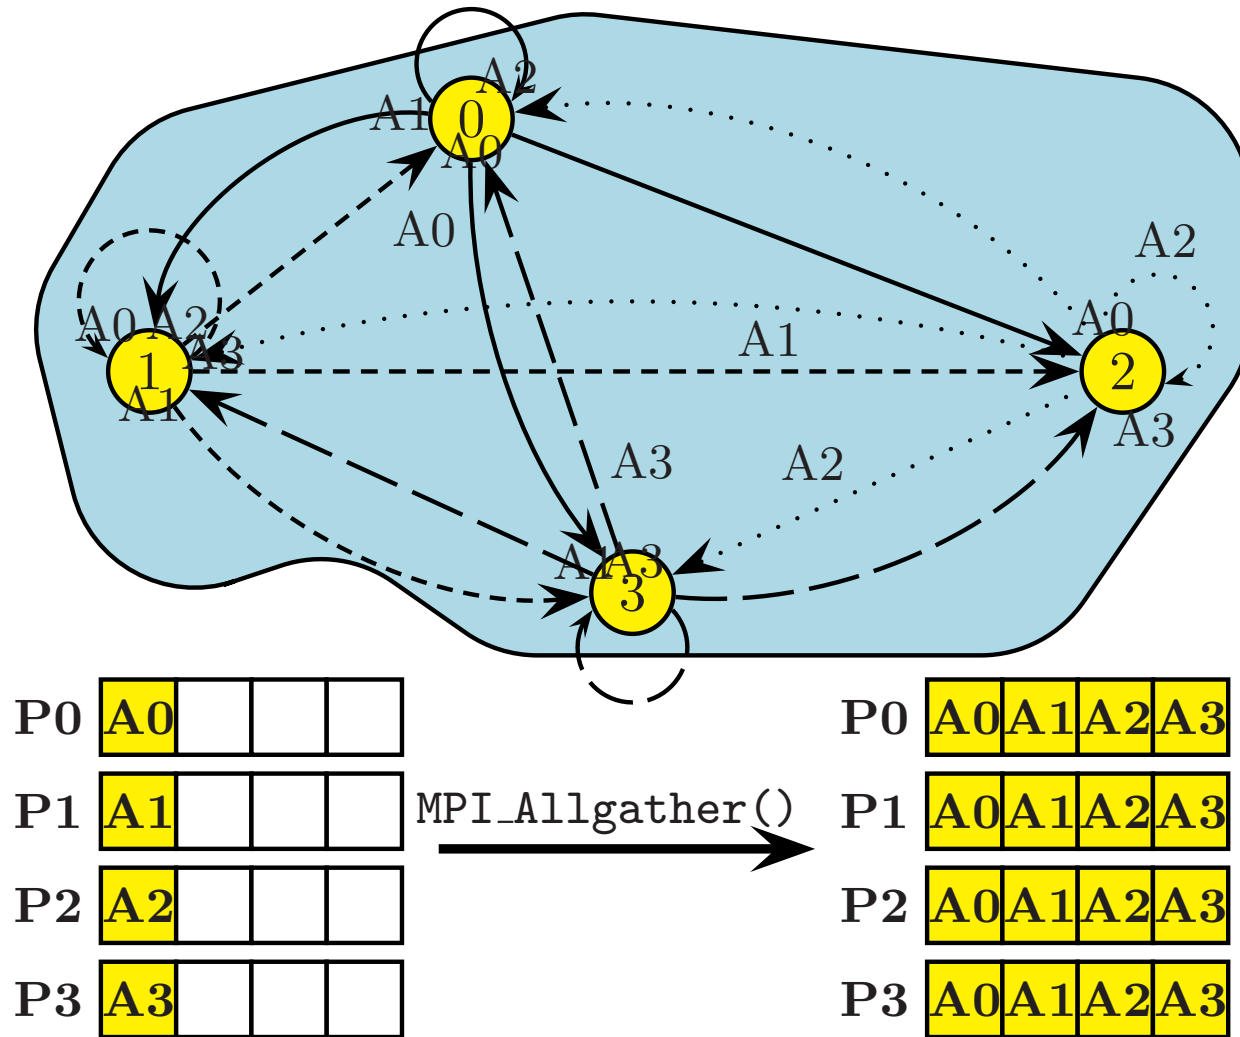 A2
A1 0
A0
A0
A2
A0 A2 A0
A3 A1
1 2
A1
A3 A3
A2
A1 A3
3
P0 A0 P0 A0 A1 A2 A3
P1 A1 MPI_Allgather() P1 A0 A1 A2 A3
P2 A2 P2 A0 A1 A2 A3
P3 A3 P3 A0 A1 A2 A3